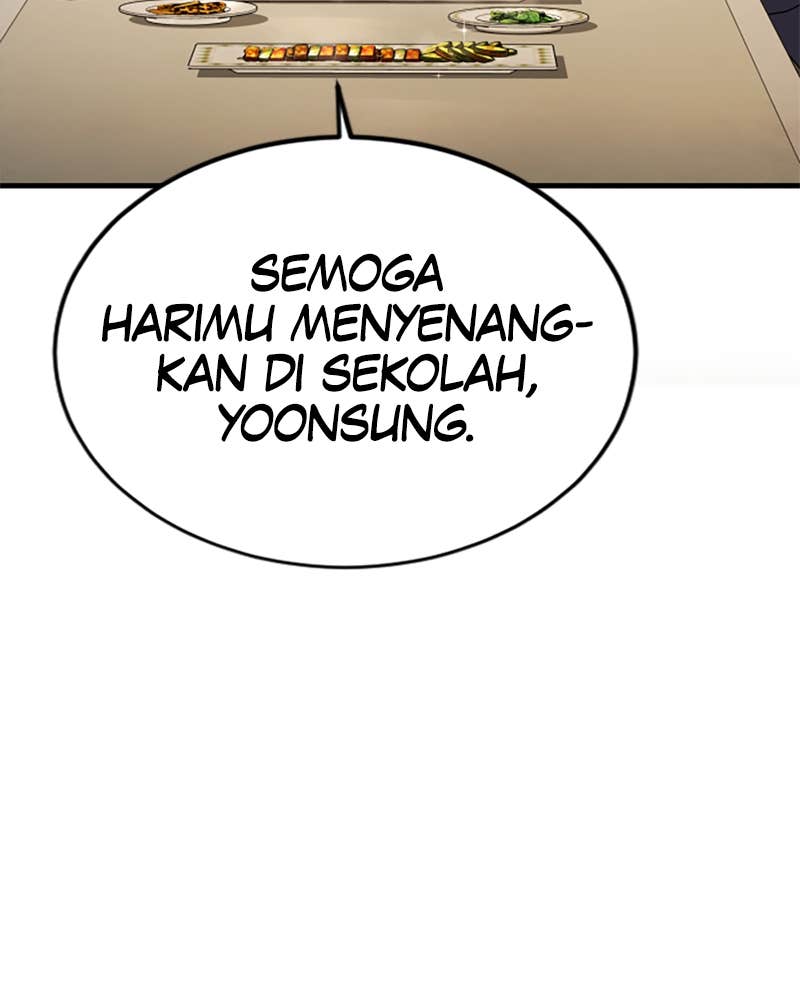 SEMOGA
HARIMU MENYENANG-
KAN DI SEKOLAH,
YOONSUNG.